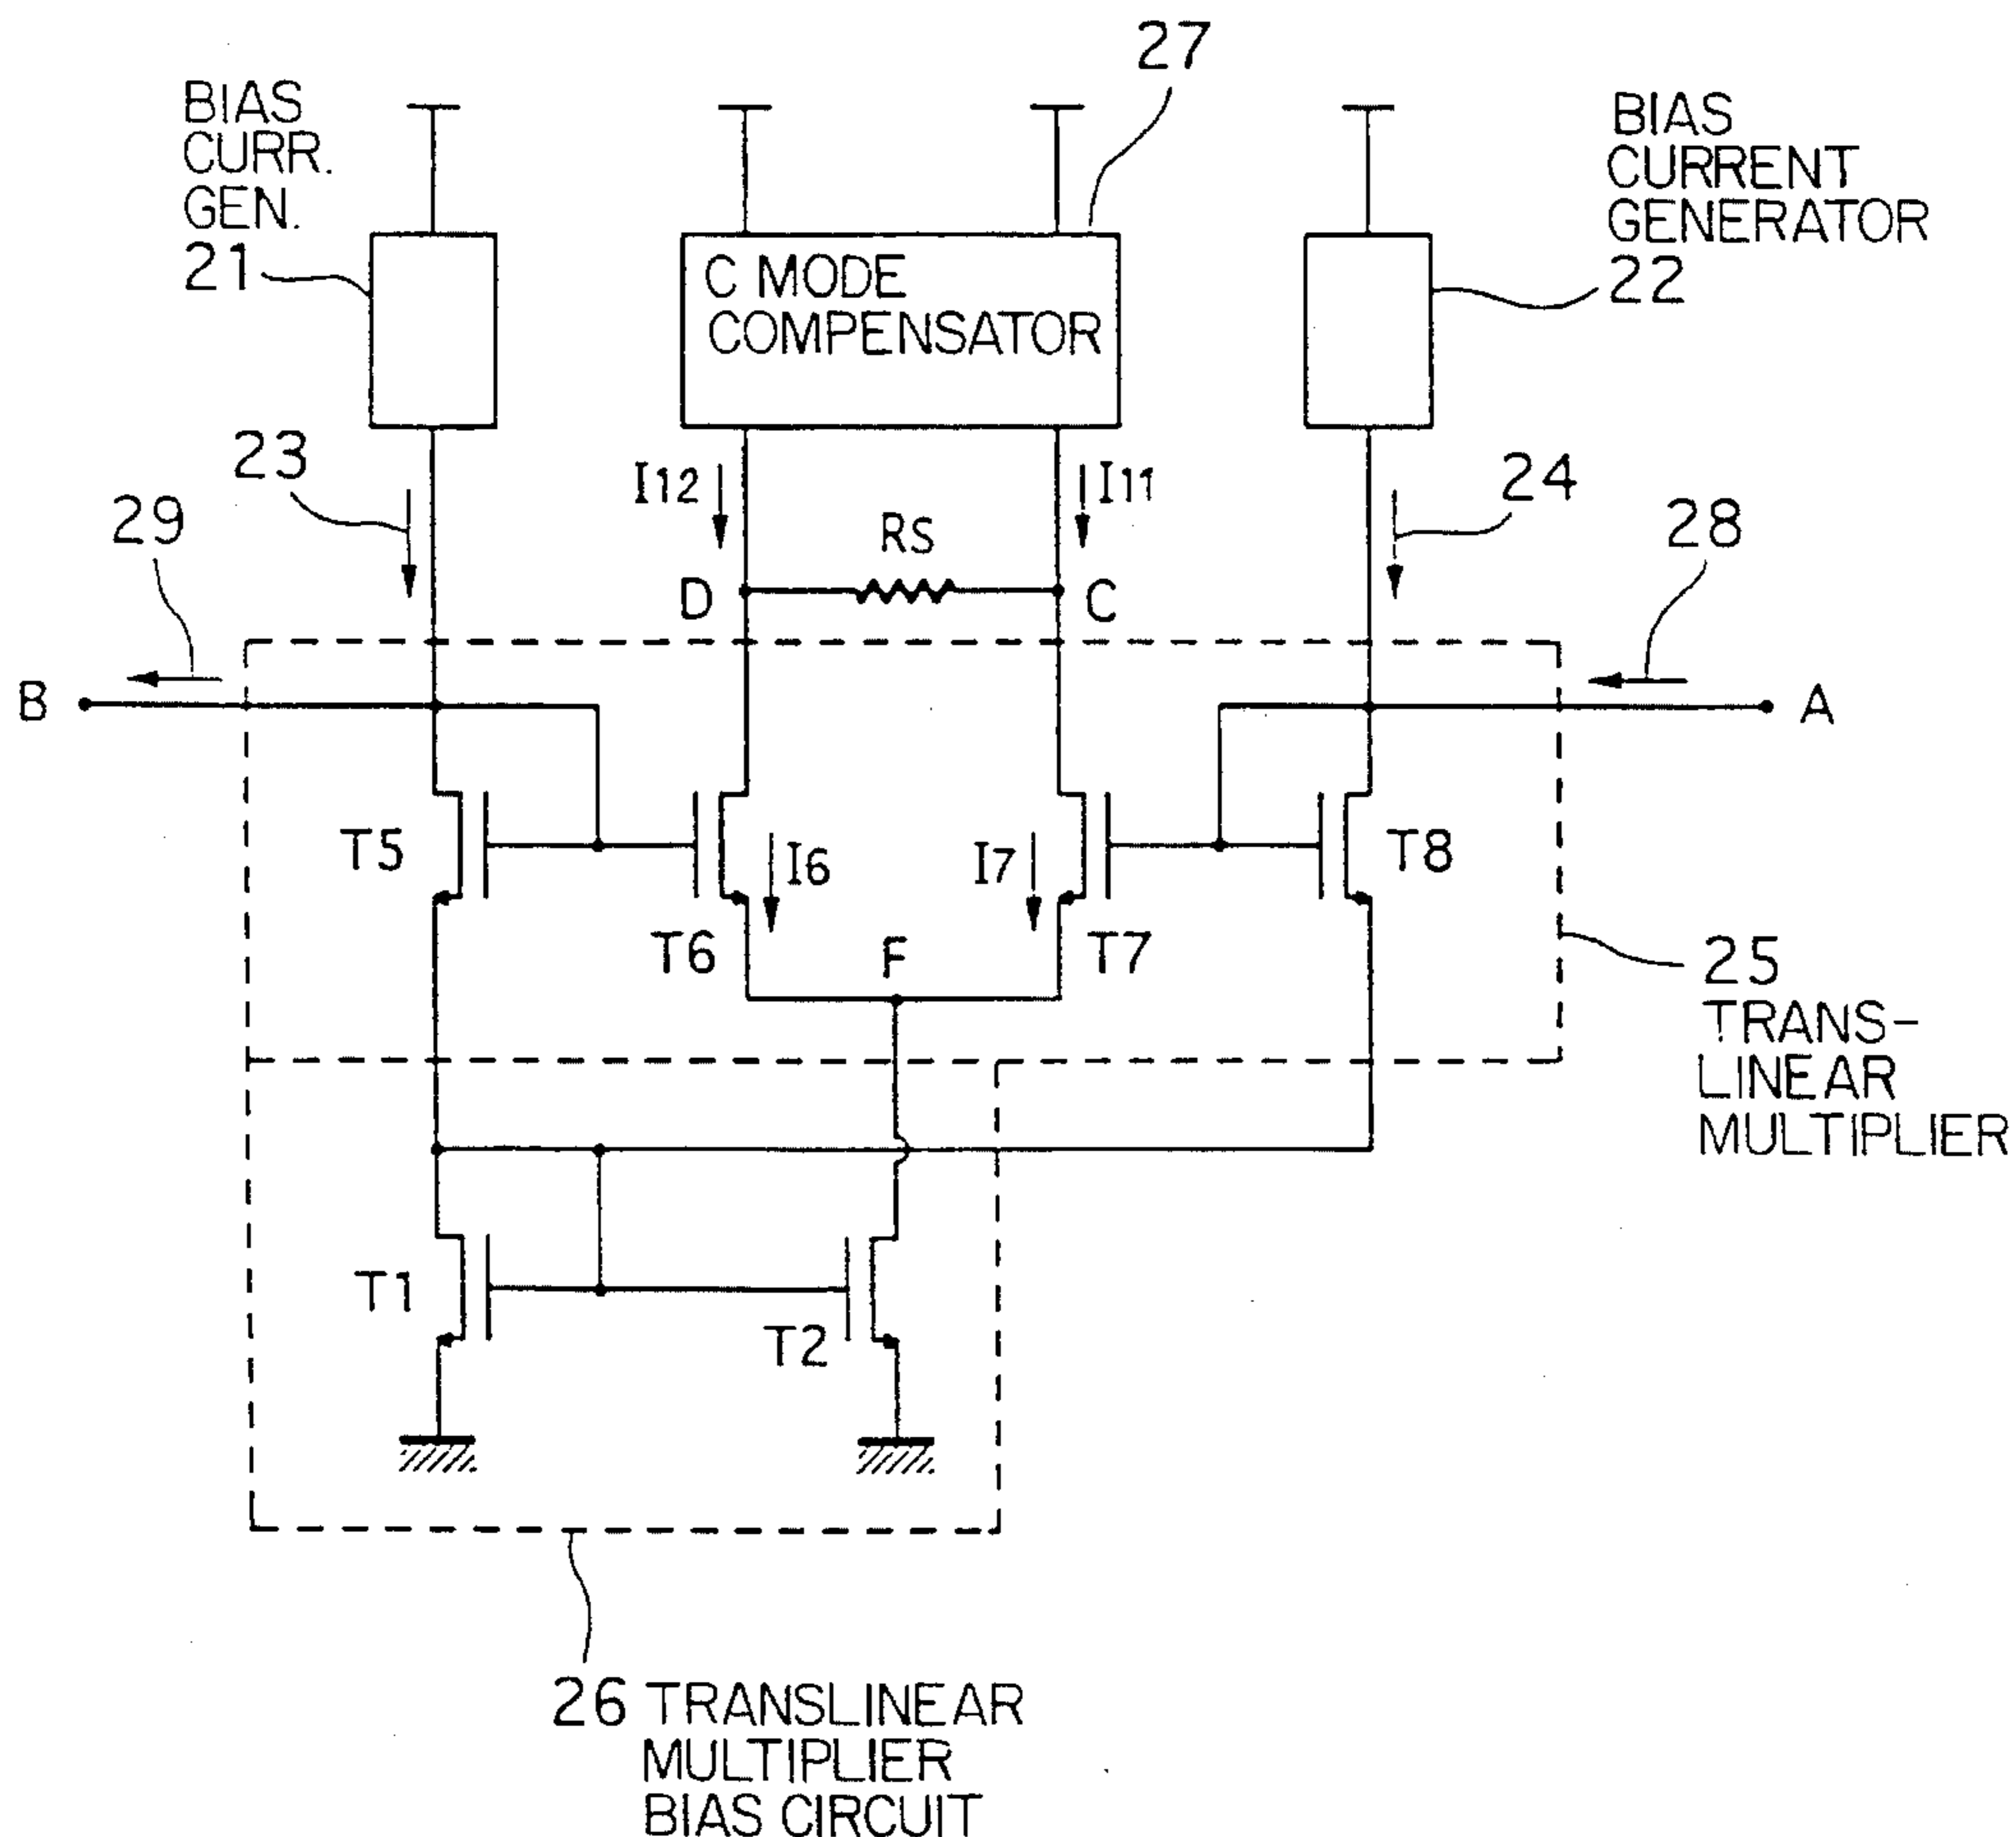 27
BIAS
CURR.
GEN.
21
BIAS
CURRENT
GENERATOR
22
C MODE
COMPENSATOR
23
29
I12
I11
24
28
RS
D
C
B
A
T5
I6
I7
T8
T6
F
T7
25
TRANS-
LINEAR
MULTIPLIER
T1
T2
26 TRANSLINEAR
MULTIPLIER
BIAS CIRCUIT